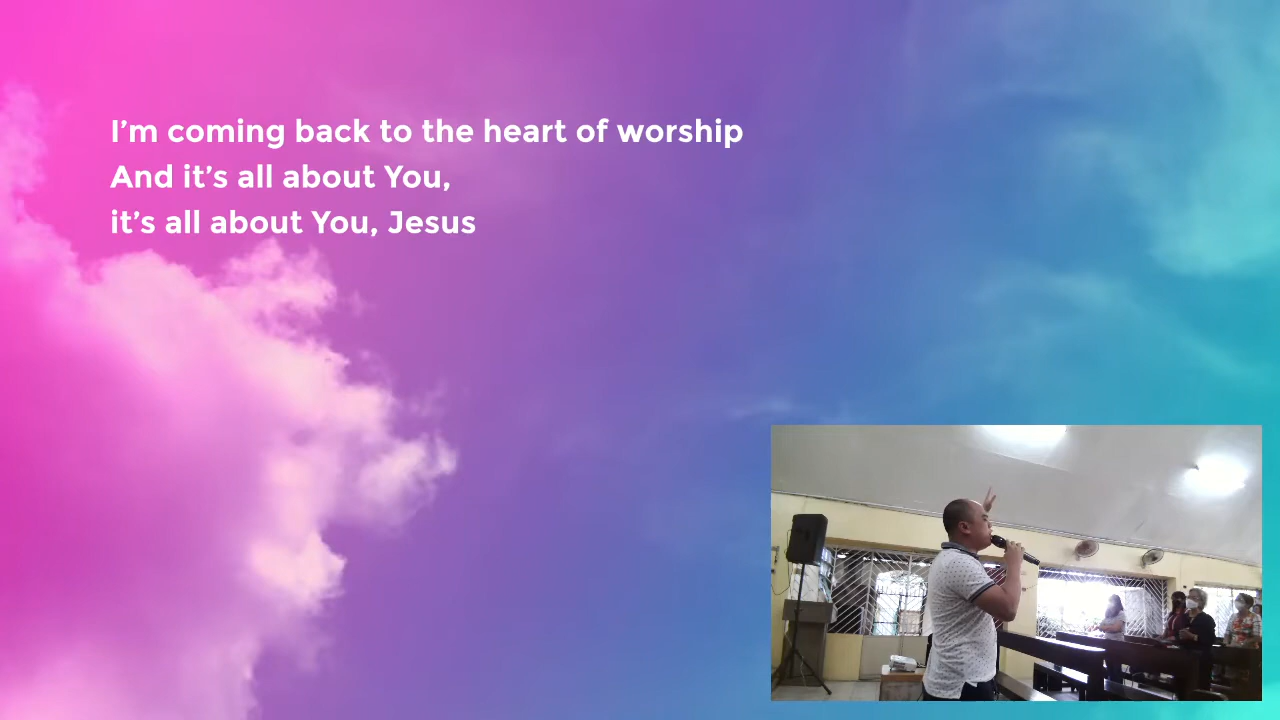 I’m coming back to the heart of worship
And it’s all about You,
it’s all about You, Jesus